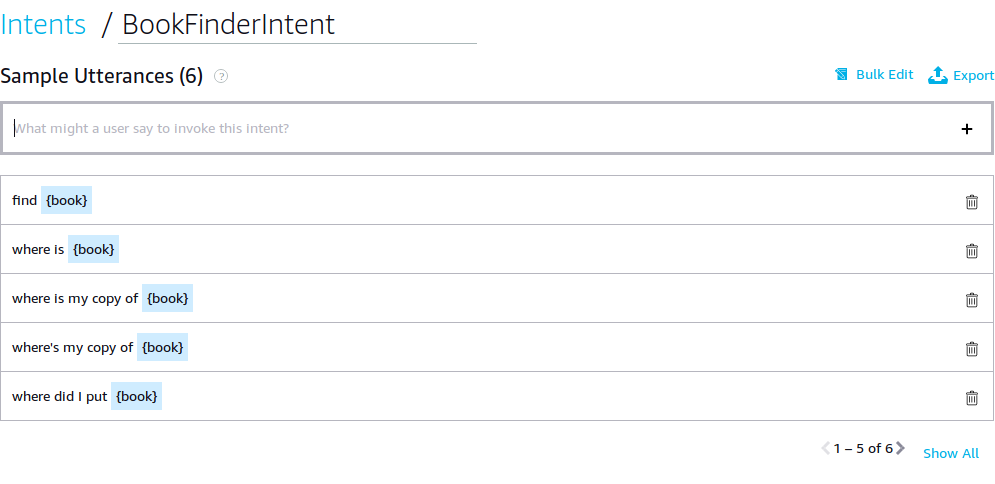 Intents / BookFinderIntent
Sample Utterances (6) ?
Bulk Edit
Export
What might a user say to invoke this intent?
find {book}
where is {book}
where is my copy of {book}
where's my copy of {book}
where did I put {book}
1 – 5 of 6
Show All